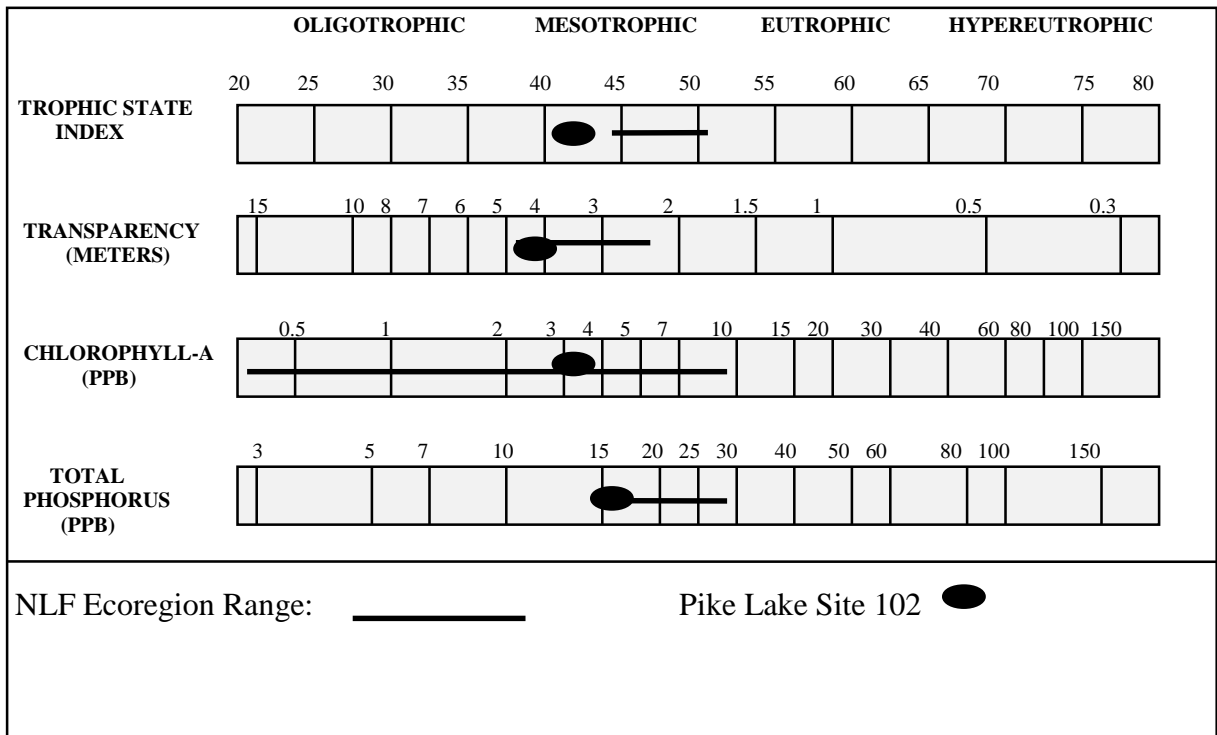 OLIGOTROPHIC MESOTROPHIC EUTROPHIC HYPEREUTROPHIC
20 25 30 35 40 45 50 55 60 65 70 75 80
TROPHIC STATE
INDEX
15 10 8 7 6 5 4 3 2 1.5 1 0.5 0.3
TRANSPARENCY
(METERS)
0.5 1 2 3 4 5 7 10 15 20 30 40 60 80 100 150
CHLOROPHYLL-A
(PPB)
3 5 7 10 15 20 25 30 40 50 60 80 100 150
TOTAL
PHOSPHORUS
(PPB)
NLF Ecoregion Range: Pike Lake Site 102